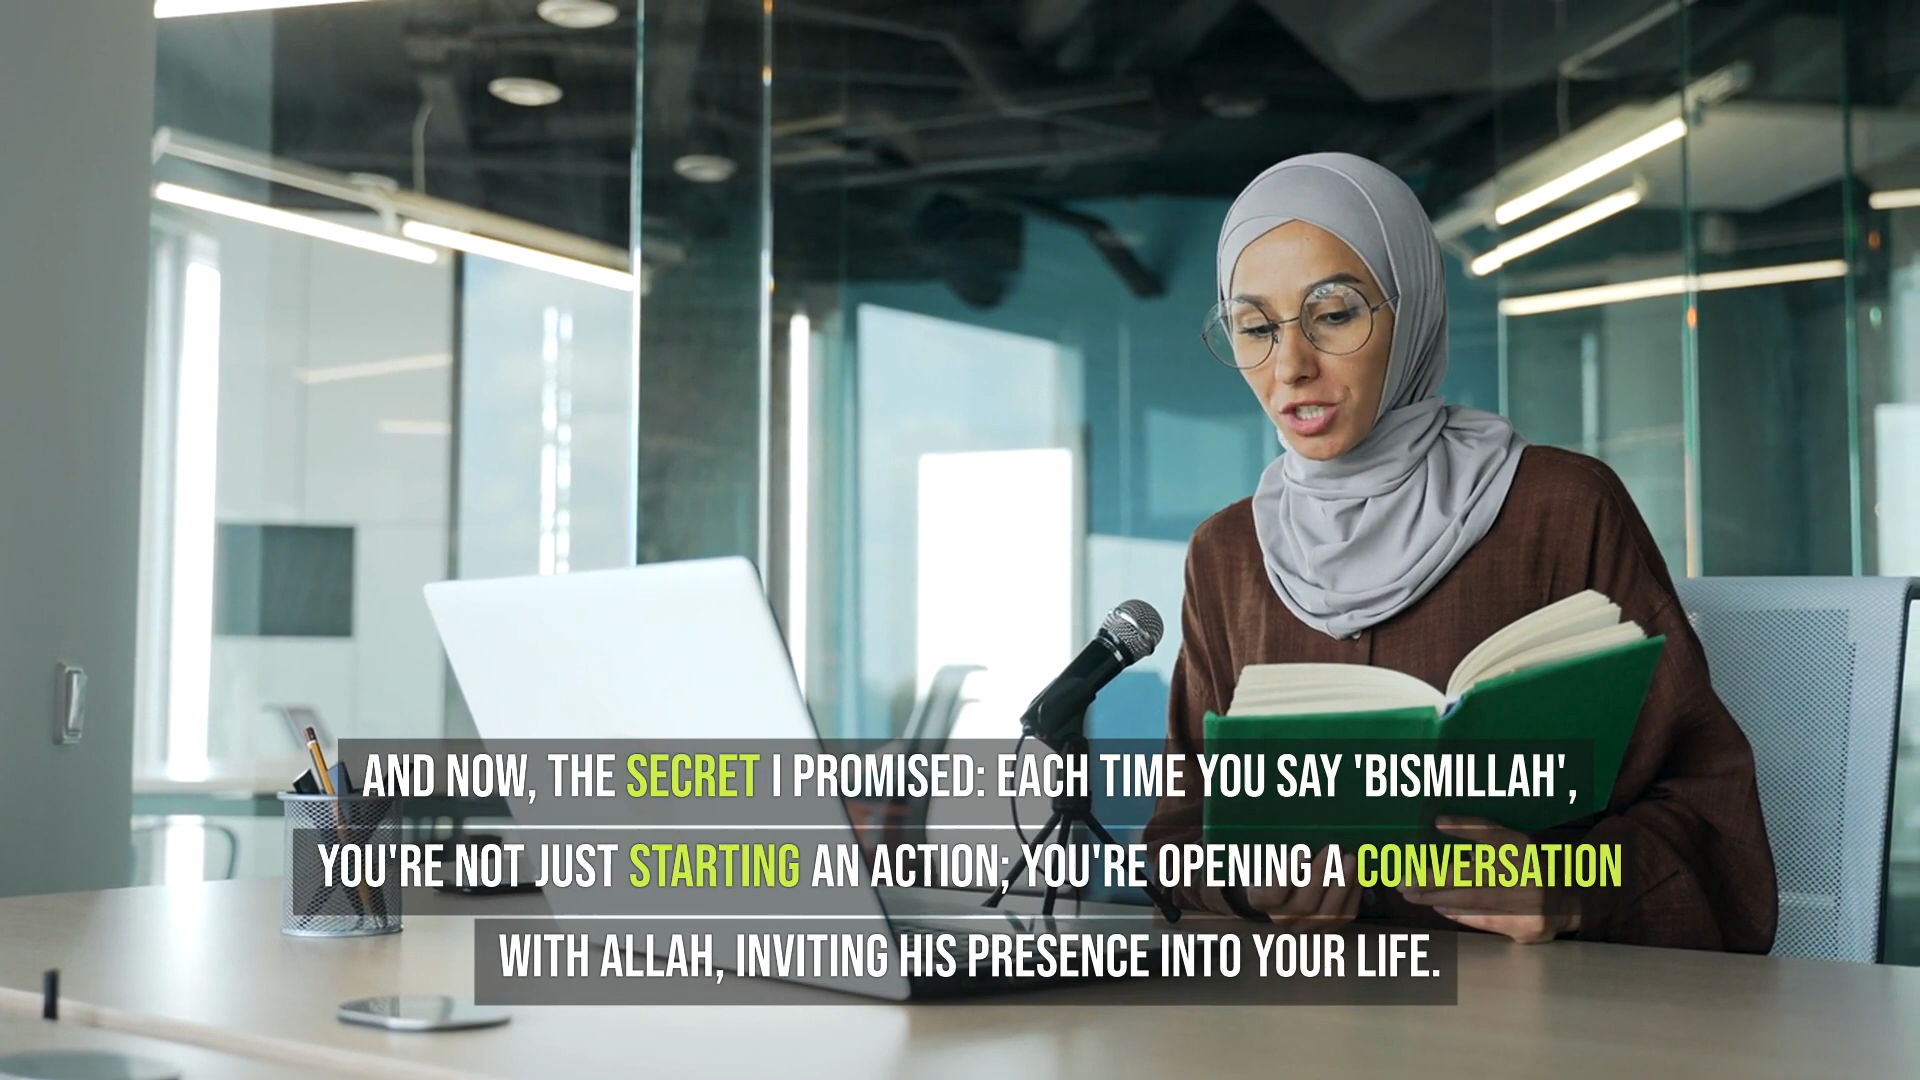 AND NOW, THE SECRET I PROMISED: EACH TIME YOU SAY 'BISMILLAH',
YOU'RE NOT JUST STARTING AN ACTION; YOU'RE OPENING A CONVERSATION
WITH ALLAH, INVITING HIS PRESENCE INTO YOUR LIFE.